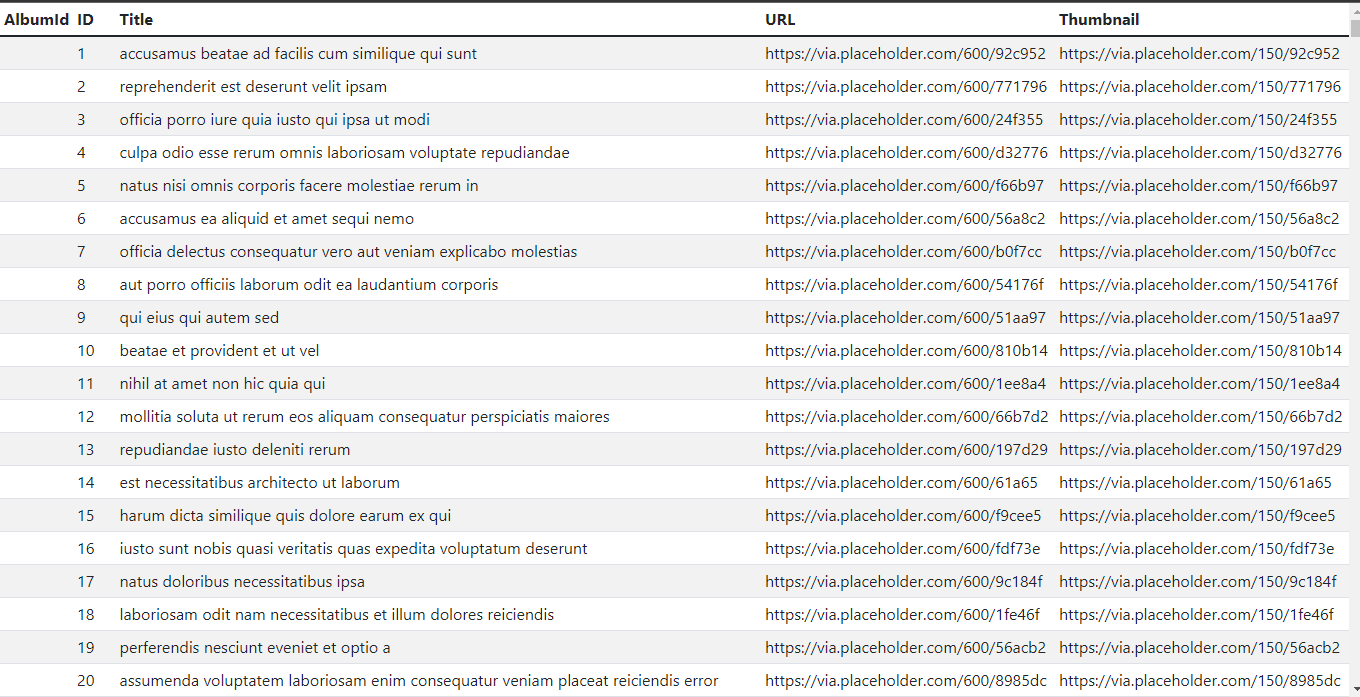 AlbumId ID Title URL Thumbnail
1 accusamus beatae ad facilis cum similique qui sunt https://via.placeholder.com/600/92c952 https://via.placeholder.com/150/92c952
2 reprehenderit est deserunt velit ipsam https://via.placeholder.com/600/771796 https://via.placeholder.com/150/771796
3 officia porro iure quia iusto qui ipsa ut modi https://via.placeholder.com/600/24f355 https://via.placeholder.com/150/24f355
4 culpa odio esse rerum omnis laboriosam voluptate repudiandae https://via.placeholder.com/600/d32776 https://via.placeholder.com/150/d32776
5 natus nisi omnis corporis facere molestiae rerum in https://via.placeholder.com/600/f66b97 https://via.placeholder.com/150/f66b97
6 accusamus ea aliquid et amet sequi nemo https://via.placeholder.com/600/56a8c2 https://via.placeholder.com/150/56a8c2
7 officia delectus consequatur vero aut veniam explicabo molestias https://via.placeholder.com/600/b0f7cc https://via.placeholder.com/150/b0f7cc
8 aut porro officiis laborum odit ea laudantium corporis https://via.placeholder.com/600/54176f https://via.placeholder.com/150/54176f
9 qui eius qui autem sed https://via.placeholder.com/600/51aa97 https://via.placeholder.com/150/51aa97
10 beatae et provident et ut vel https://via.placeholder.com/600/810b14 https://via.placeholder.com/150/810b14
11 nihil at amet non hic quia qui https://via.placeholder.com/600/1ee8a4 https://via.placeholder.com/150/1ee8a4
12 mollitia soluta ut rerum eos aliquam consequatur perspiciatis maiores https://via.placeholder.com/600/66b7d2 https://via.placeholder.com/150/66b7d2
13 repudiandae iusto deleniti rerum https://via.placeholder.com/600/197d29 https://via.placeholder.com/150/197d29
14 est necessitatibus architecto ut laborum https://via.placeholder.com/600/61a65 https://via.placeholder.com/150/61a65
15 harum dicta similique quis dolore earum ex qui https://via.placeholder.com/600/f9cee5 https://via.placeholder.com/150/f9cee5
16 iusto sunt nobis quasi veritatis quas expedita voluptatum deserunt https://via.placeholder.com/600/fdf73e https://via.placeholder.com/150/fdf73e
17 natus doloribus necessitatibus ipsa https://via.placeholder.com/600/9c184f https://via.placeholder.com/150/9c184f
18 laboriosam odit nam necessitatibus et illum dolores reiciendis https://via.placeholder.com/600/1fe46f https://via.placeholder.com/150/1fe46f
19 perferendis nesciunt eveniet et optio a https://via.placeholder.com/600/56acb2 https://via.placeholder.com/150/56acb2
20 assumenda voluptatem laboriosam enim consequatur veniam placeat reiciendis error https://via.placeholder.com/600/8985dc https://via.placeholder.com/150/8985dc